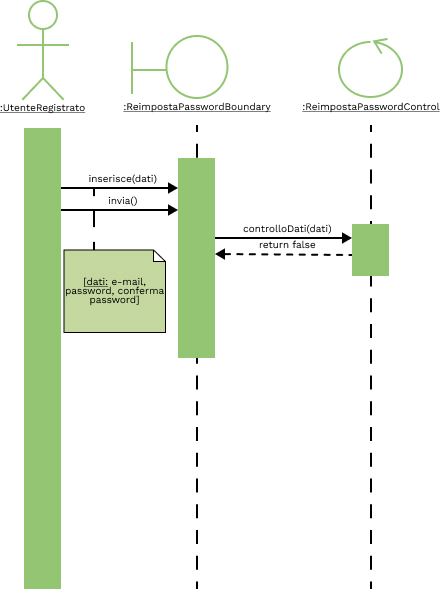 :UtenteRegistrato
:ReimpostaPasswordBoundary
:ReimpostaPasswordControl
inserisce(dati)
invia()
controlloDati(dati)
return false
[dati: e-mail,
password, conferma
password]